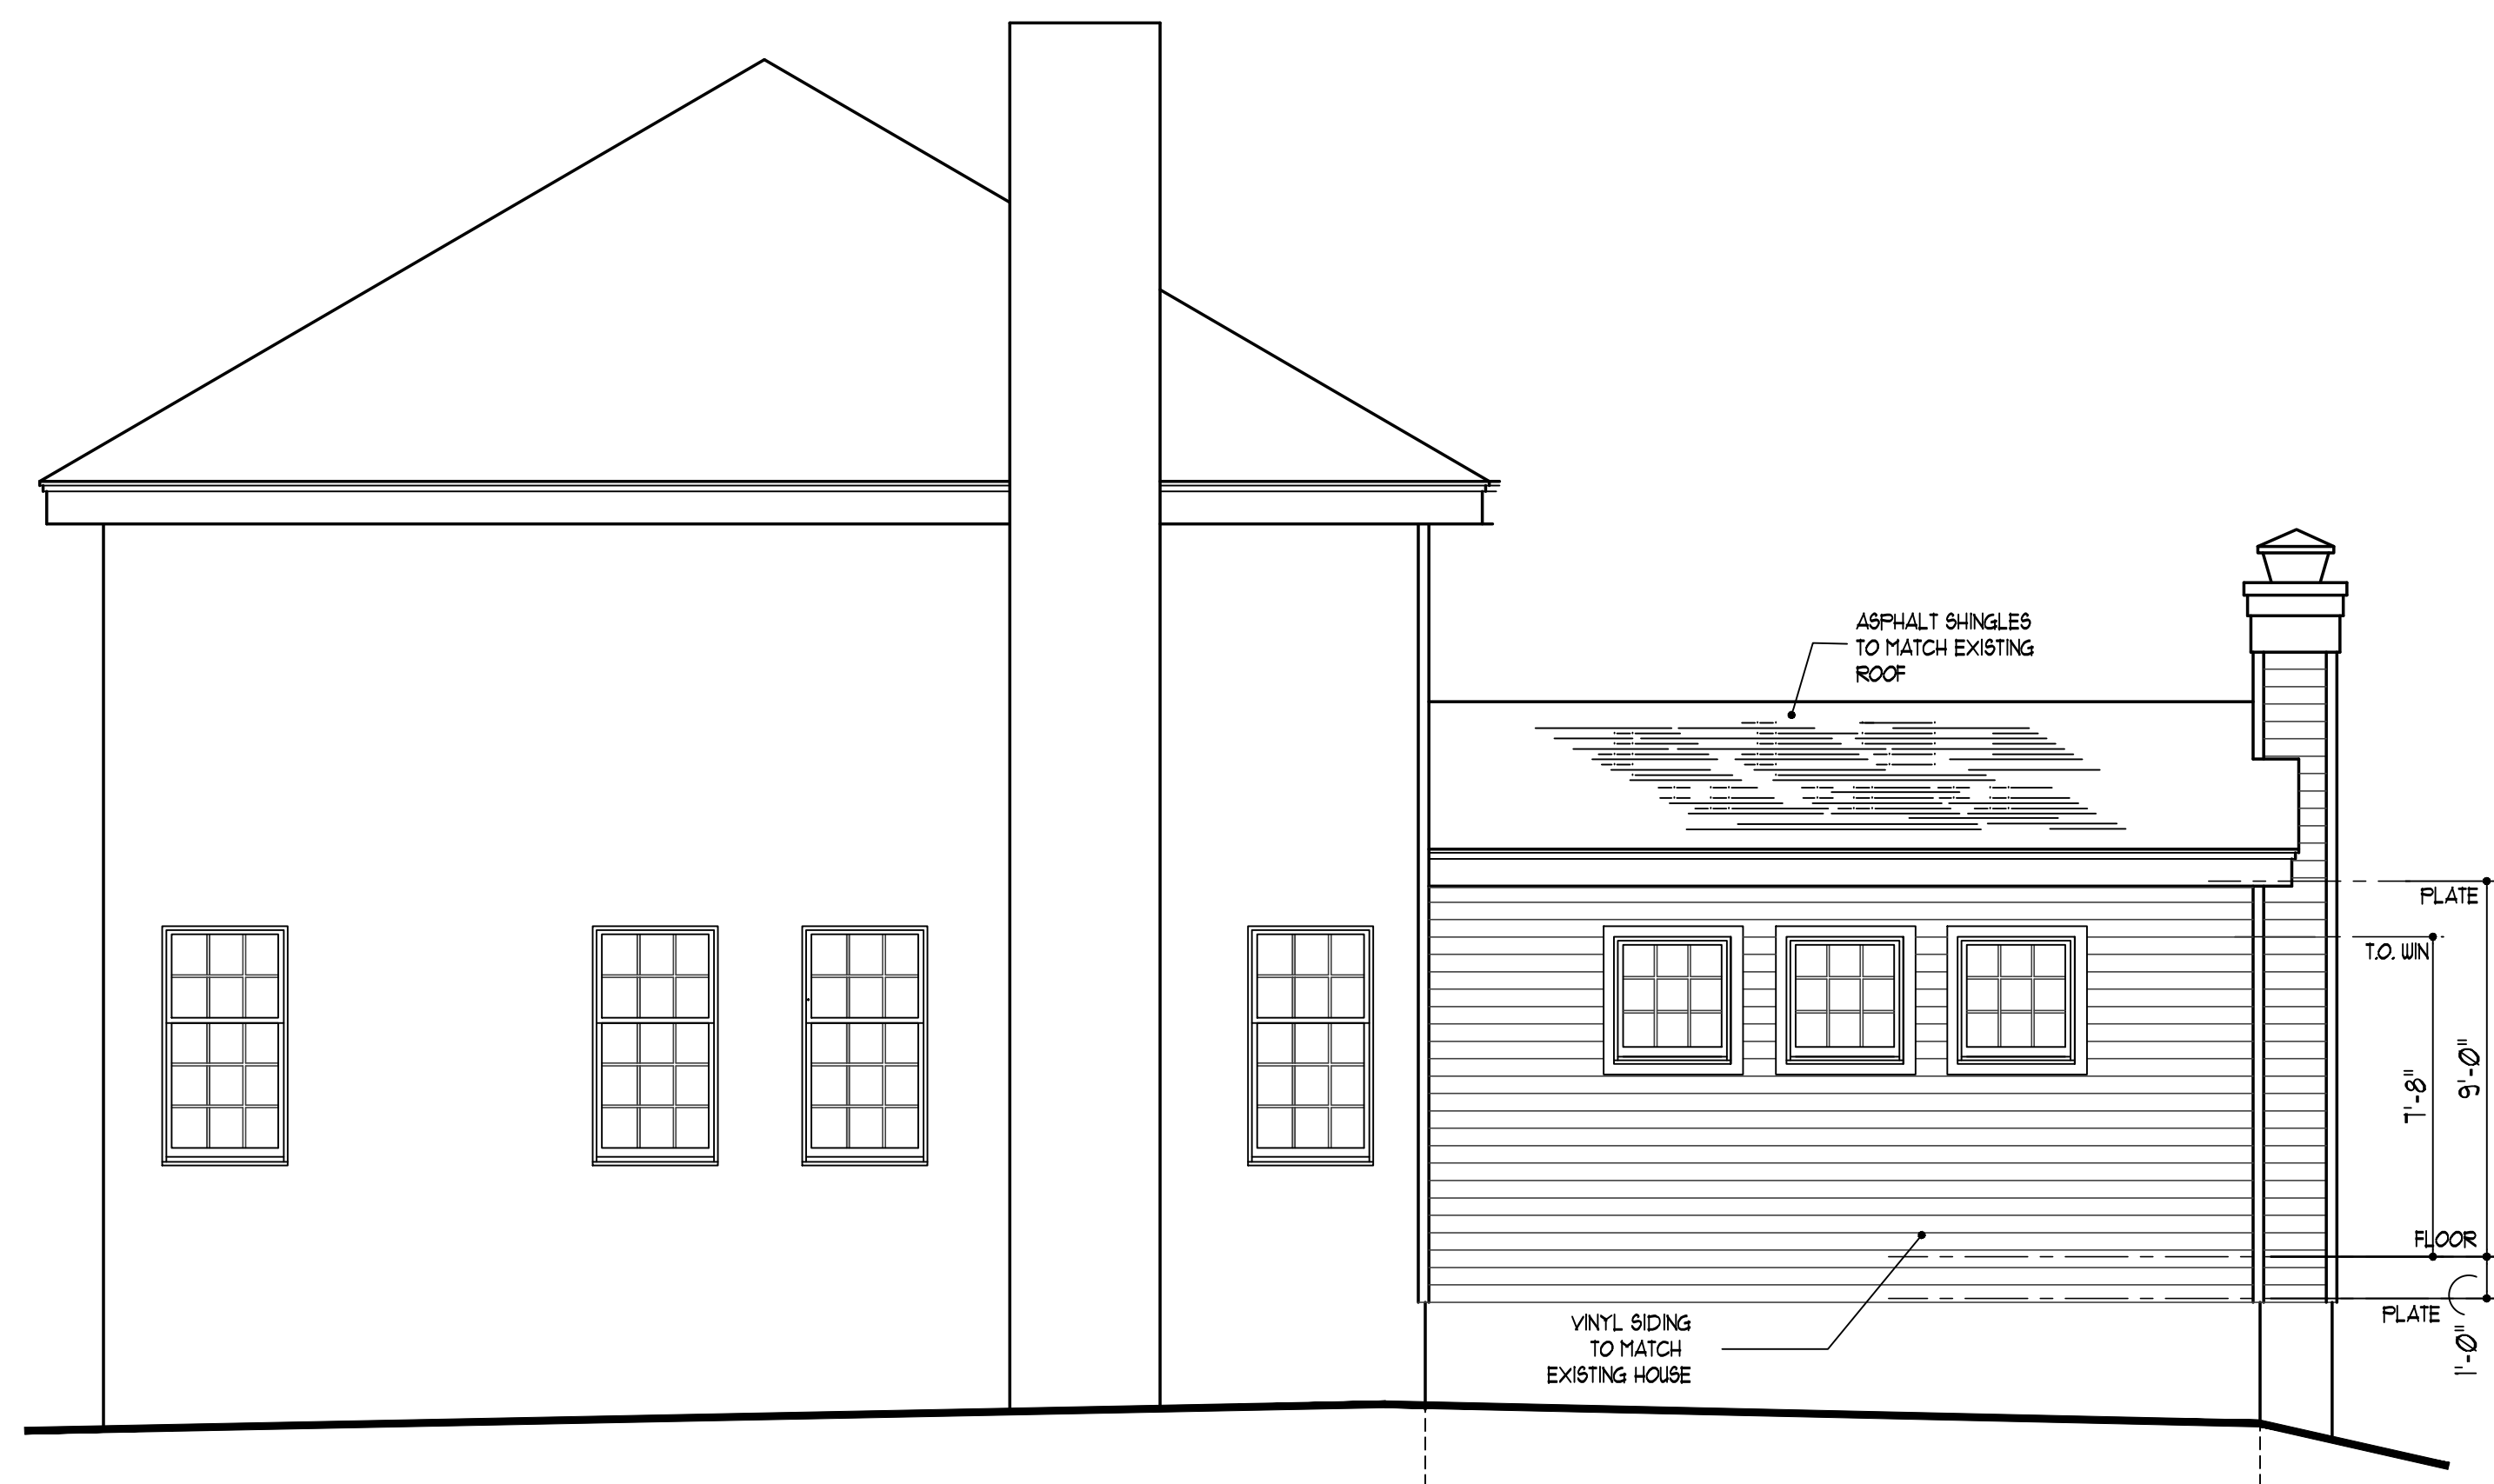 ASPHALT SHINGLES
TO MATCH EXISTING
ROOF
PLATE
T.O. WIN
7'-8"
9'-0"
FLOOR
PLATE
1'-0"
VINYL SIDING
TO MATCH
EXISTING HOUSE